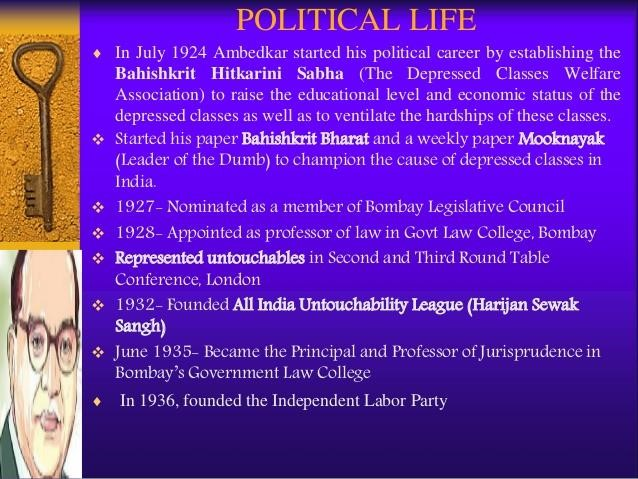 POLITICAL LIFE
♦ In July 1924 Ambedkar started his political career by establishing the
Bahishkrit Hitkarini Sabha (The Depressed Classes Welfare
Association) to raise the educational level and economic status of the
depressed classes as well as to ventilate the hardships of these classes.
❖ Started his paper Bahishkrit Bharat and a weekly paper Mooknayak
(Leader of the Dumb) to champion the cause of depressed classes in
India.
❖ 1927- Nominated as a member of Bombay Legislative Council
❖ 1928- Appointed as professor of law in Govt Law College, Bombay
❖ Represented untouchables in Second and Third Round Table
Conference, London
❖ 1932- Founded All India Untouchability League (Harijan Sewak
Sangh)
❖ June 1935- Became the Principal and Professor of Jurisprudence in
Bombay's Government Law College
♦ In 1936, founded the Independent Labor Party